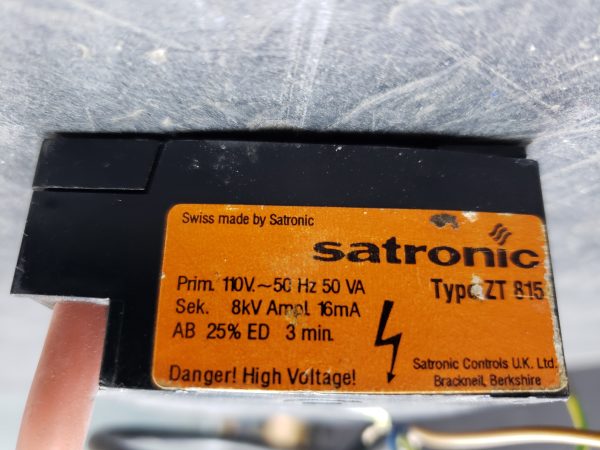 Swiss made by Satronic
satronic
Prim. 110V.~50 Hz 50 VA
Type ZT 815
Sek. 8kV Ampl. 16mA
AB 25% ED 3 min.
Danger! High Voltage!
Satronic Controls U.K. Ltd.
Bracknell, Berkshire